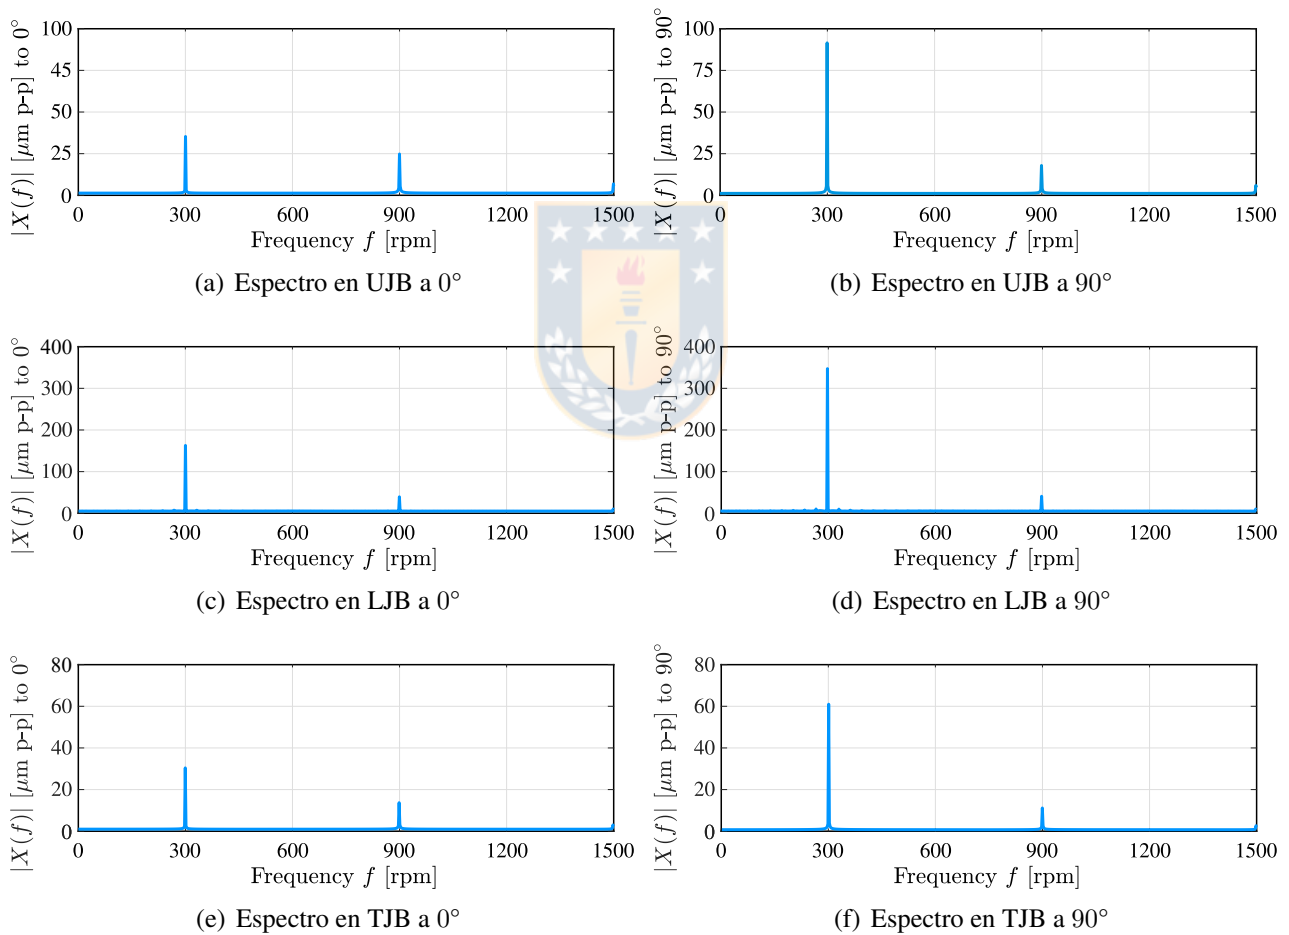 |X(f)| [μm p-p] to 0°
100
45
50
25
0
0 300 600 900 1200 1500
Frequency f [rpm]
(a) Espectro en UJB a 0°
|X(f)| [μm p-p] to 90°
100
75
50
25
0
0 300 600 900 1200 1500
Frequency f [rpm]
(b) Espectro en UJB a 90°
|X(f)| [μm p-p] to 0°
400
300
200
100
0
0 300 600 900 1200 1500
Frequency f [rpm]
(c) Espectro en LJB a 0°
|X(f)| [μm p-p] to 90°
400
300
200
100
0
0 300 600 900 1200 1500
Frequency f [rpm]
(d) Espectro en LJB a 90°
|X(f)| [μm p-p] to 0°
80
60
40
20
0
0 300 600 900 1200 1500
Frequency f [rpm]
(e) Espectro en TJB a 0°
|X(f)| [μm p-p] to 90°
80
60
40
20
0
0 300 600 900 1200 1500
Frequency f [rpm]
(f) Espectro en TJB a 90°